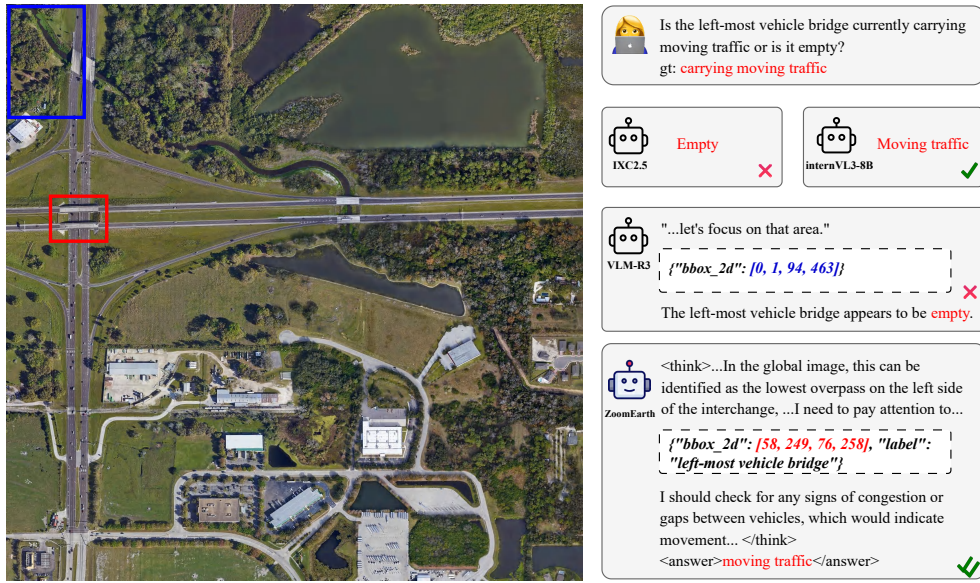 Is the left-most vehicle bridge currently carrying
moving traffic or is it empty?
gt: carrying moving traffic
IXC2.5
Empty
internVL3-8B
Moving traffic
VLM-R3
"...let's focus on that area."
{"bbox_2d": [0, 1, 94, 463]}
The left-most vehicle bridge appears to be empty.
ZoomEarth
<think>...In the global image, this can be
identified as the lowest overpass on the left side
of the interchange, ...I need to pay attention to...
{"bbox_2d": [58, 249, 76, 258], "label":
"left-most vehicle bridge"}
I should check for any signs of congestion or
gaps between vehicles, which would indicate
movement... </think>
<answer>moving traffic</answer>